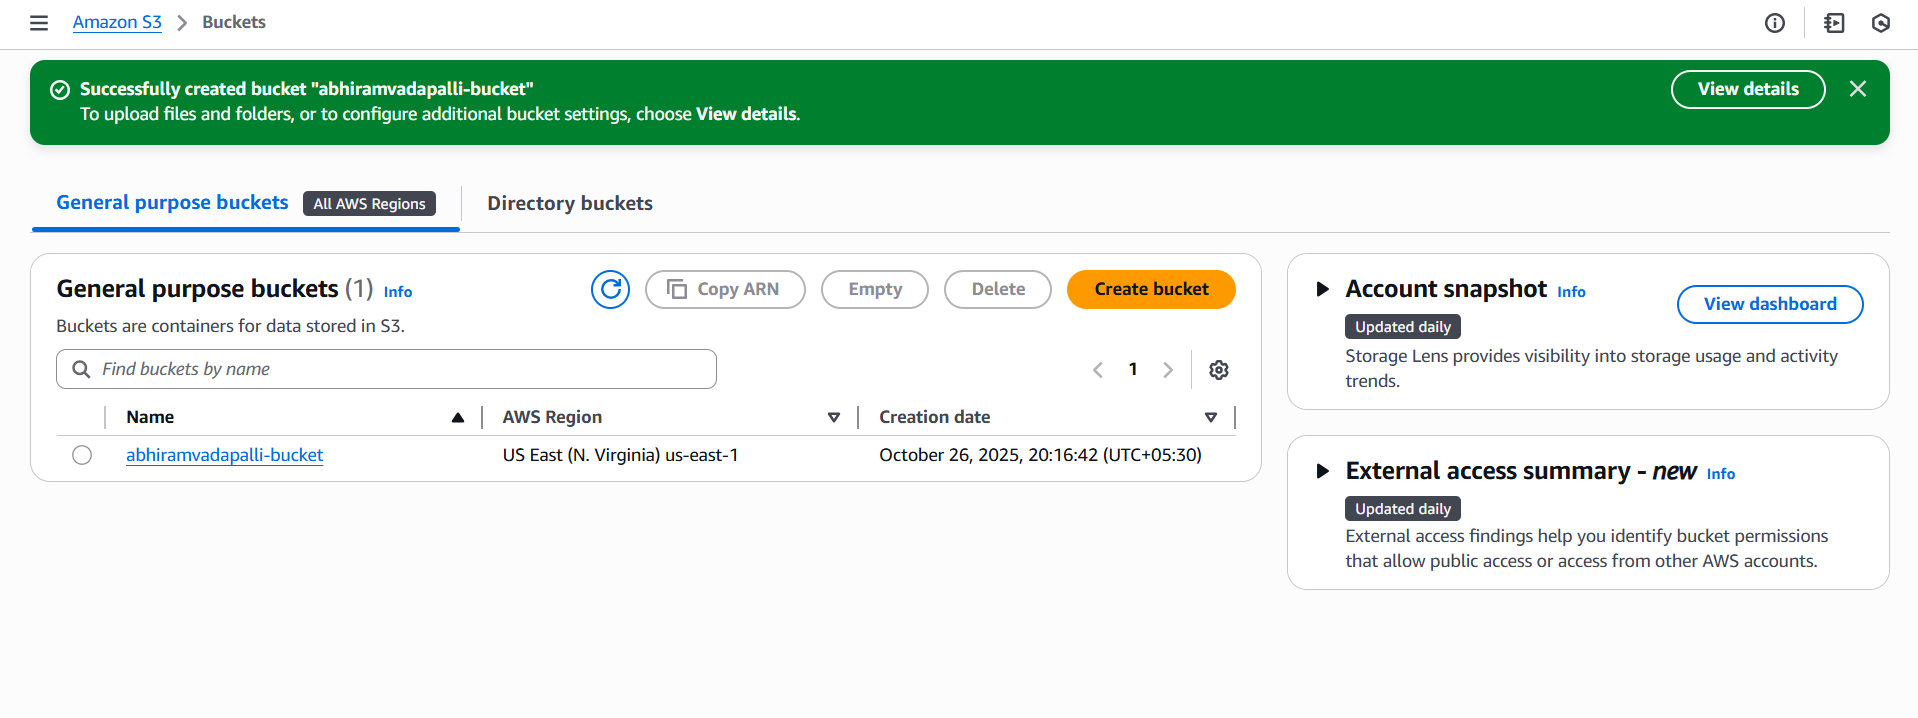 Amazon S3 > Buckets
Successfully created bucket "abhiramvadapalli-bucket"
To upload files and folders, or to configure additional bucket settings, choose View details.
View details
General purpose buckets All AWS Regions
Directory buckets
General purpose buckets (1) Info
Copy ARN
Empty
Delete
Create bucket
Buckets are containers for data stored in S3.
Find buckets by name
1
Name AWS Region Creation date
abhiramvadapalli-bucket US East (N. Virginia) us-east-1 October 26, 2025, 20:16:42 (UTC+05:30)
Account snapshot Info
View dashboard
Updated daily
Storage Lens provides visibility into storage usage and activity
trends.
External access summary - new Info
Updated daily
External access findings help you identify bucket permissions
that allow public access or access from other AWS accounts.